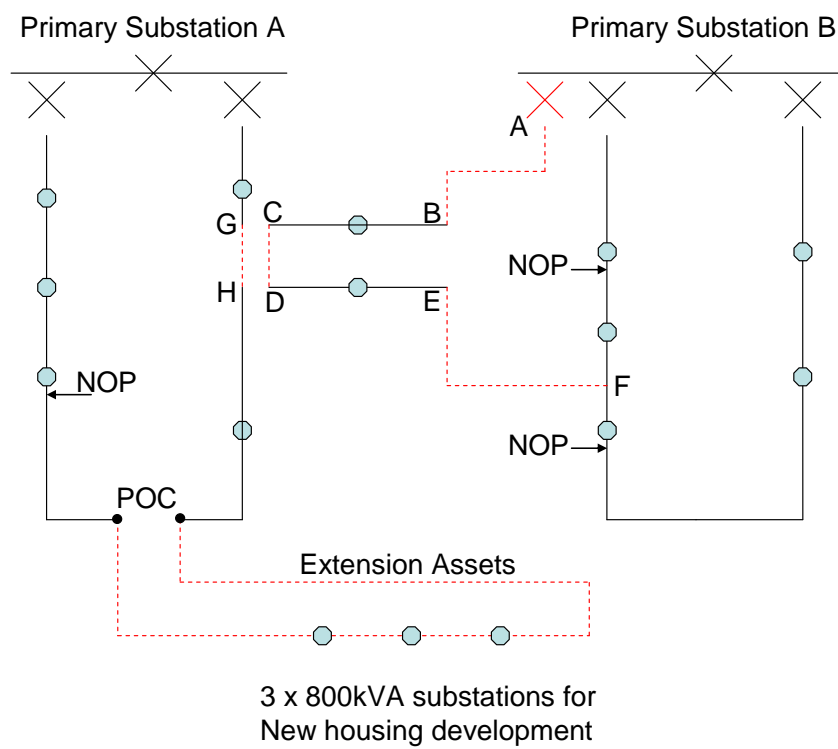 Primary Substation A
Primary Substation B
A
G
C
B
NOP
H
D
E
NOP
F
NOP
POC
Extension Assets
3 x 800kVA substations for
New housing development